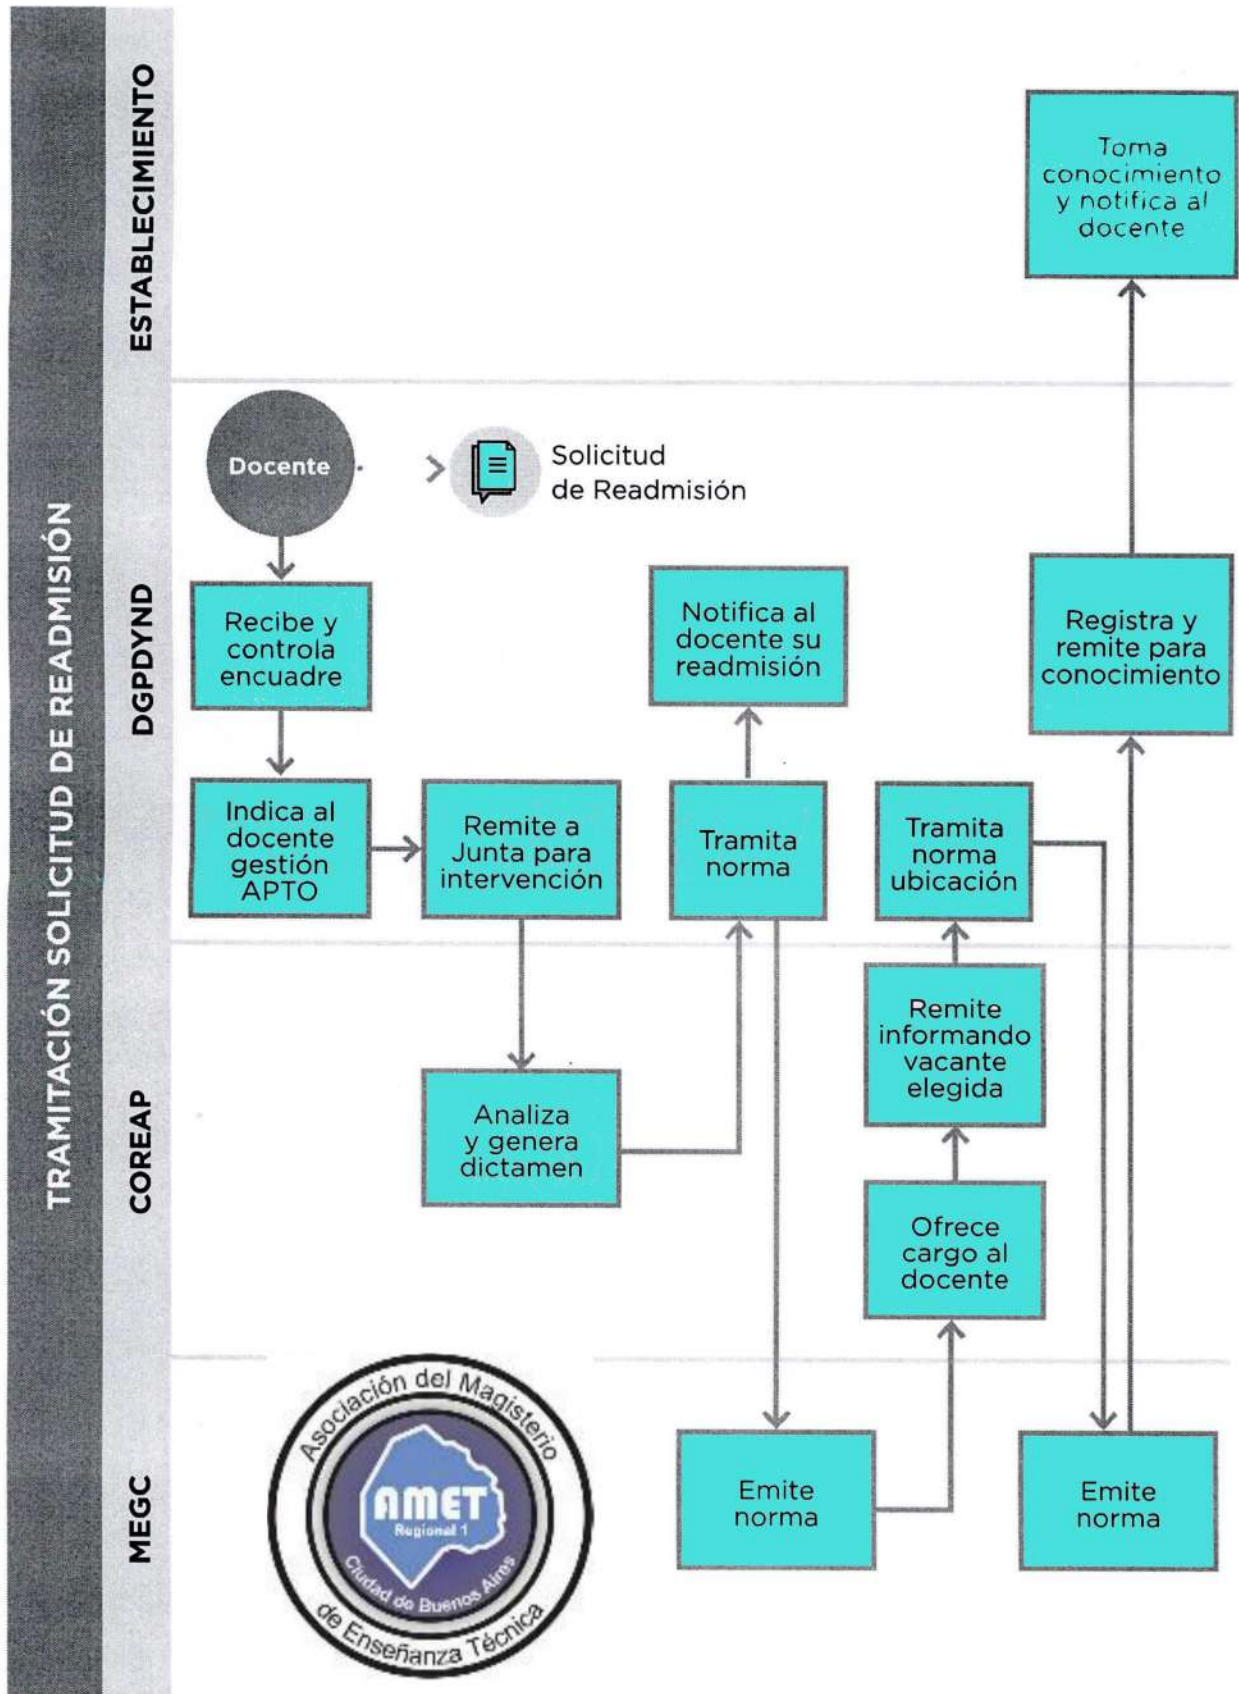 TRAMITACIÓN SOLICITUD DE READMISIÓN
ESTABLECIMIENTO
Toma
conocimiento
y notifica al
docente
DGPDYND
Docente
Solicitud
de Readmisión
Recibe y
controla
encuadre
Notifica al
docente su
readmisión
Registra y
remite para
conocimiento
Indica al
docente
gestión
APTO
Remite a
Junta para
intervención
Tramita
norma
Tramita
norma
ubicación
COREAP
Remite
informando
vacante
elegida
Analiza
y genera
dictamen
Ofrece
cargo al
docente
MEGC
Asociación del Magisterio
AMET
Regional 1
Ciudad de Buenos Aires
de Enseñanza Técnica
Emite
norma
Emite
norma